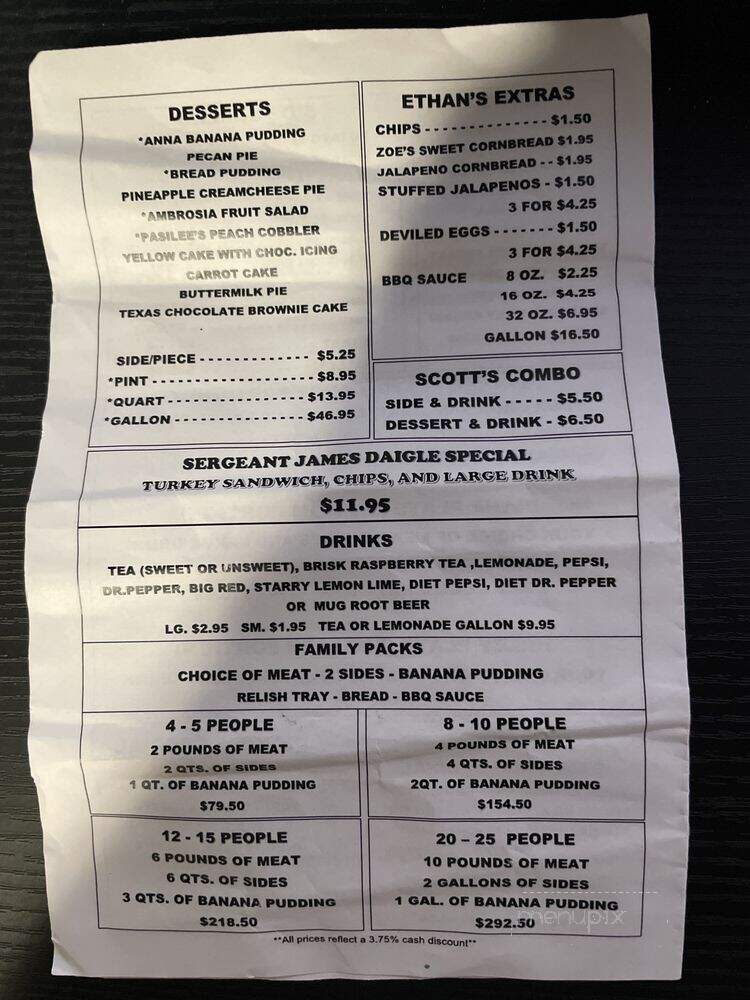 DESSERTS
*ANNA BANANA PUDDING
PECAN PIE
*BREAD PUDDING
PINEAPPLE CREAMCHEESE PIE
*AMBROSIA FRUIT SALAD
*PASILEE'S PEACH COBBLER
YELLOW CAKE WITH CHOC. ICING
CARROT CAKE
BUTTERMILK PIE
TEXAS CHOCOLATE BROWNIE CAKE
SIDE/PIECE - - - - - - - - - - - - - $5.25
*PINT - - - - - - - - - - - - - - - - - - $8.95
*QUART - - - - - - - - - - - - - - - - $13.95
*GALLON - - - - - - - - - - - - - - - $46.95
ETHAN'S EXTRAS
CHIPS - - - - - - - - - - - - - - $1.50
ZOE'S SWEET CORNBREAD $1.95
JALAPENO CORNBREAD - - $1.95
STUFFED JALAPENOS - $1.50
3 FOR $4.25
DEVILED EGGS - - - - - - - $1.50
3 FOR $4.25
BBQ SAUCE 8 OZ. $2.25
16 OZ. $4.25
32 OZ. $6.95
GALLON $16.50
SCOTT'S COMBO
SIDE & DRINK - - - - - $5.50
DESSERT & DRINK - $6.50
SERGEANT JAMES DAIGLE SPECIAL
TURKEY SANDWICH, CHIPS, AND LARGE DRINK
$11.95
DRINKS
TEA (SWEET OR UNSWEET), BRISK RASPBERRY TEA ,LEMONADE, PEPSI,
DR.PEPPER, BIG RED, STARRY LEMON LIME, DIET PEPSI, DIET DR. PEPPER
OR MUG ROOT BEER
LG. $2.95 SM. $1.95 TEA OR LEMONADE GALLON $9.95
FAMILY PACKS
CHOICE OF MEAT - 2 SIDES - BANANA PUDDING
RELISH TRAY - BREAD - BBQ SAUCE
4 - 5 PEOPLE
2 POUNDS OF MEAT
2 QTS. OF SIDES
1 QT. OF BANANA PUDDING
$79.50
8 - 10 PEOPLE
4 POUNDS OF MEAT
4 QTS. OF SIDES
2QT. OF BANANA PUDDING
$154.50
12 - 15 PEOPLE
6 POUNDS OF MEAT
6 QTS. OF SIDES
3 QTS. OF BANANA PUDDING
$218.50
20 – 25 PEOPLE
10 POUNDS OF MEAT
2 GALLONS OF SIDES
1 GAL. OF BANANA PUDDING
$292.50
menupix
**All prices reflect a 3.75% cash discount**